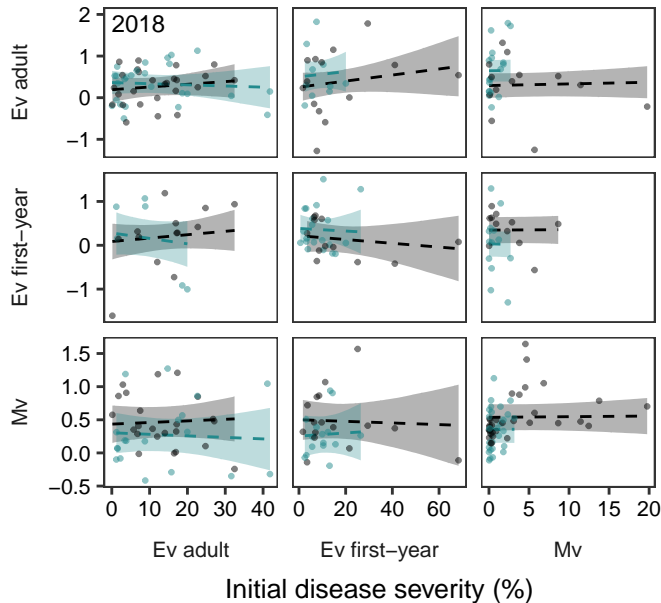 2018
Ev adult
2
1
0
−1
Ev first−year
1
0
−1
Mv
1.5
1.0
0.5
0.0
−0.5
0 10 20 30 40
0 20 40 60
0 5 10 15 20
Ev adult Ev first−year Mv
Initial disease severity (%)